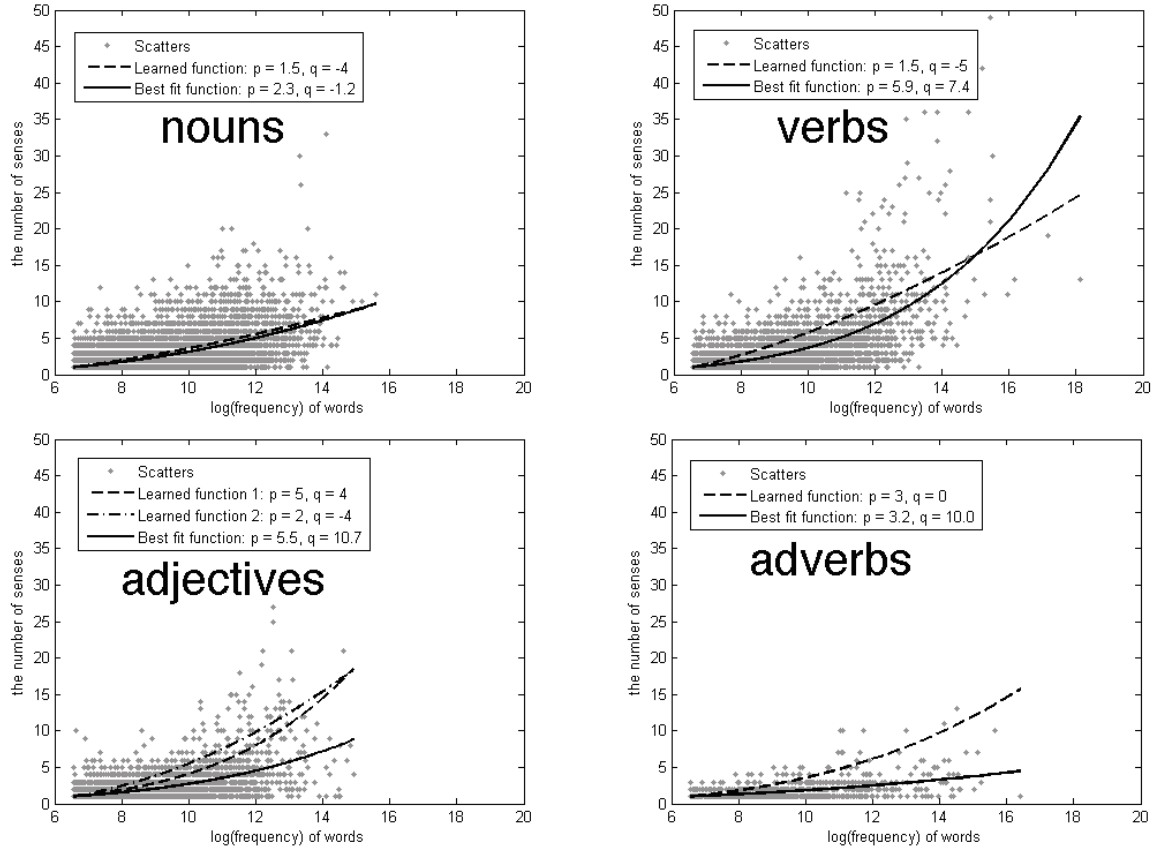 50
45
40
35
30
25
20
15
10
5
0
the number of senses
Scatters
Learned function: p = 1.5, q = -4
Best fit function: p = 2.3, q = -1.2
nouns
6 8 10 12 14 16 18 20
log(frequency) of words
50
45
40
35
30
25
20
15
10
5
0
the number of senses
Scatters
Learned function: p = 1.5, q = -5
Best fit function: p = 5.9, q = 7.4
verbs
6 8 10 12 14 16 18 20
log(frequency) of words
50
45
40
35
30
25
20
15
10
5
0
the number of senses
Scatters
Learned function 1: p = 5, q = 4
Learned function 2: p = 2, q = -4
Best fit function: p = 5.5, q = 10.7
adjectives
6 8 10 12 14 16 18 20
log(frequency) of words
50
45
40
35
30
25
20
15
10
5
0
the number of senses
Scatters
Learned function: p = 3, q = 0
Best fit function: p = 3.2, q = 10.0
adverbs
6 8 10 12 14 16 18 20
log(frequency) of words